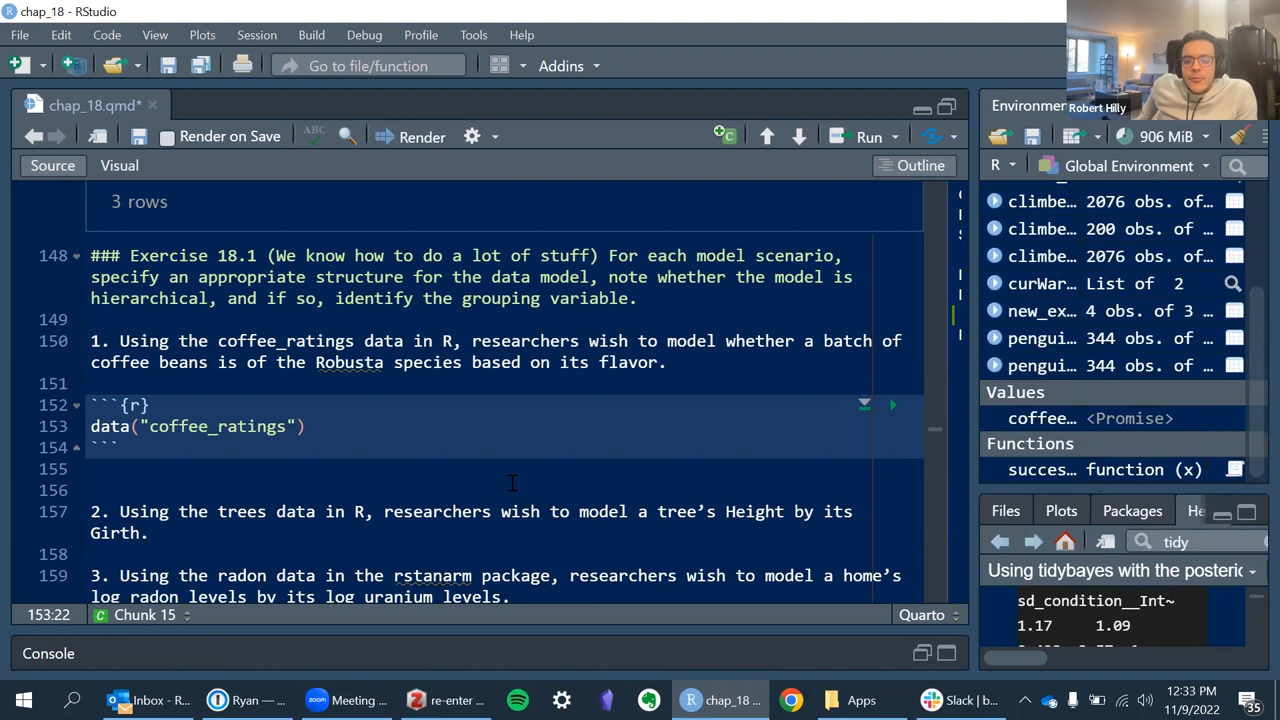 chap_18 - RStudio
File Edit Code View Plots Session Build Debug Profile Tools Help
Go to file/function Addins
Robert Hilly
chap_18.qmd*
Render on Save ABC Render Run
Source Visual Outline
3 rows
148 ### Exercise 18.1 (We know how to do a lot of stuff) For each model scenario,
specify an appropriate structure for the data model, note whether the model is
hierarchical, and if so, identify the grouping variable.
149
150 1. Using the coffee_ratings data in R, researchers wish to model whether a batch of
coffee beans is of the Robusta species based on its flavor.
151
152 ```{r}
153 data("coffee_ratings")
154 ```
155
156
157 2. Using the trees data in R, researchers wish to model a tree’s Height by its
Girth.
158
159 3. Using the radon data in the rstanarm package, researchers wish to model a home’s
log radon levels by its log uranium levels.
153:22 Chunk 15 Quarto
Console
Environme
906 MiB
R Global Environment
climbe… 2076 obs. of…
climbe… 200 obs. of…
climbe… 2076 obs. of…
curWar… List of 2
new_ex… 4 obs. of 3 …
pengui… 344 obs. of…
pengui… 344 obs. of…
Values
coffee… <Promise>
Functions
succes… function (x)
Files Plots Packages He
tidy
Using tidybayes with the posteric
sd_condition__Int~
1.17 1.09
Inbox - R... Ryan — ... Meeting ... re-enter ... chap_18 ... Apps Slack | b...
12:33 PM
11/9/2022
35